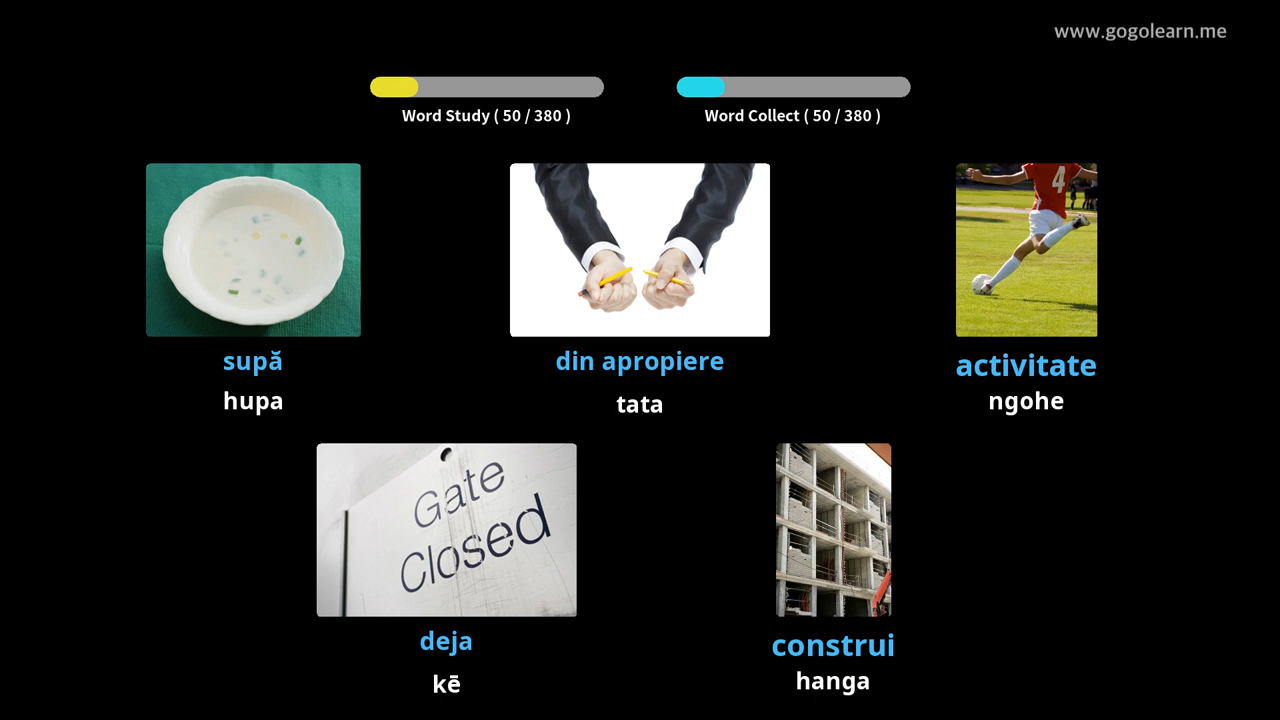 www.gogolearn.me
Word Study ( 50 / 380 )
Word Collect ( 50 / 380 )
4
supă
hupa
din apropiere
tata
activitate
ngohe
Gate
Closed
deja
kē
construi
hanga